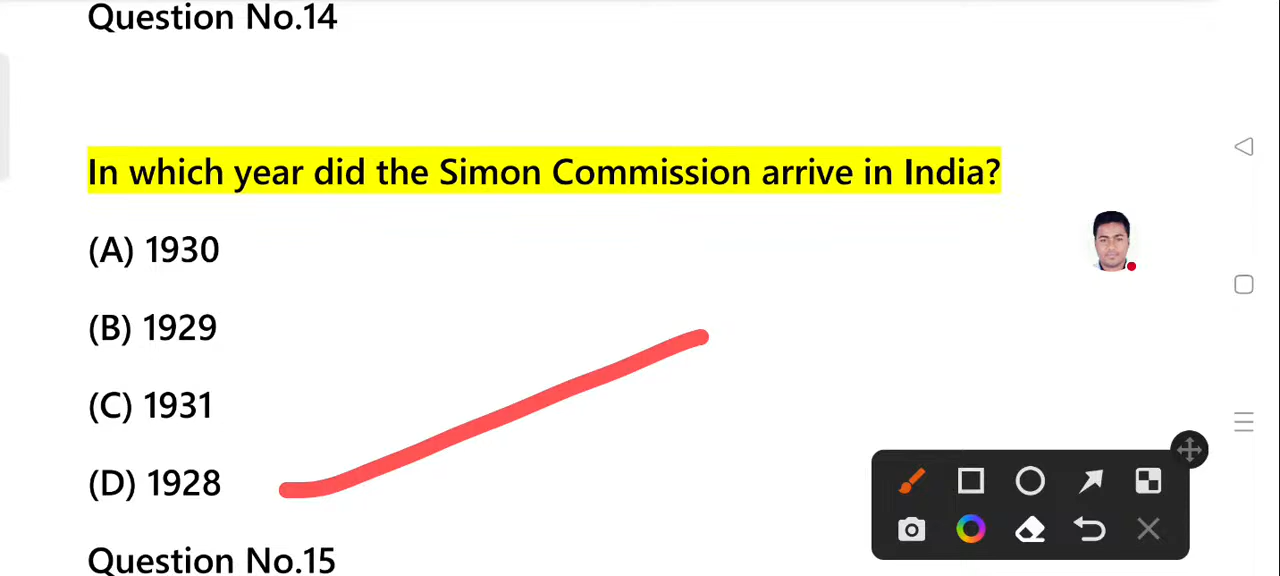 Question No.14
In which year did the Simon Commission arrive in India?
(A) 1930
(B) 1929
(C) 1931
(D) 1928
Question No.15